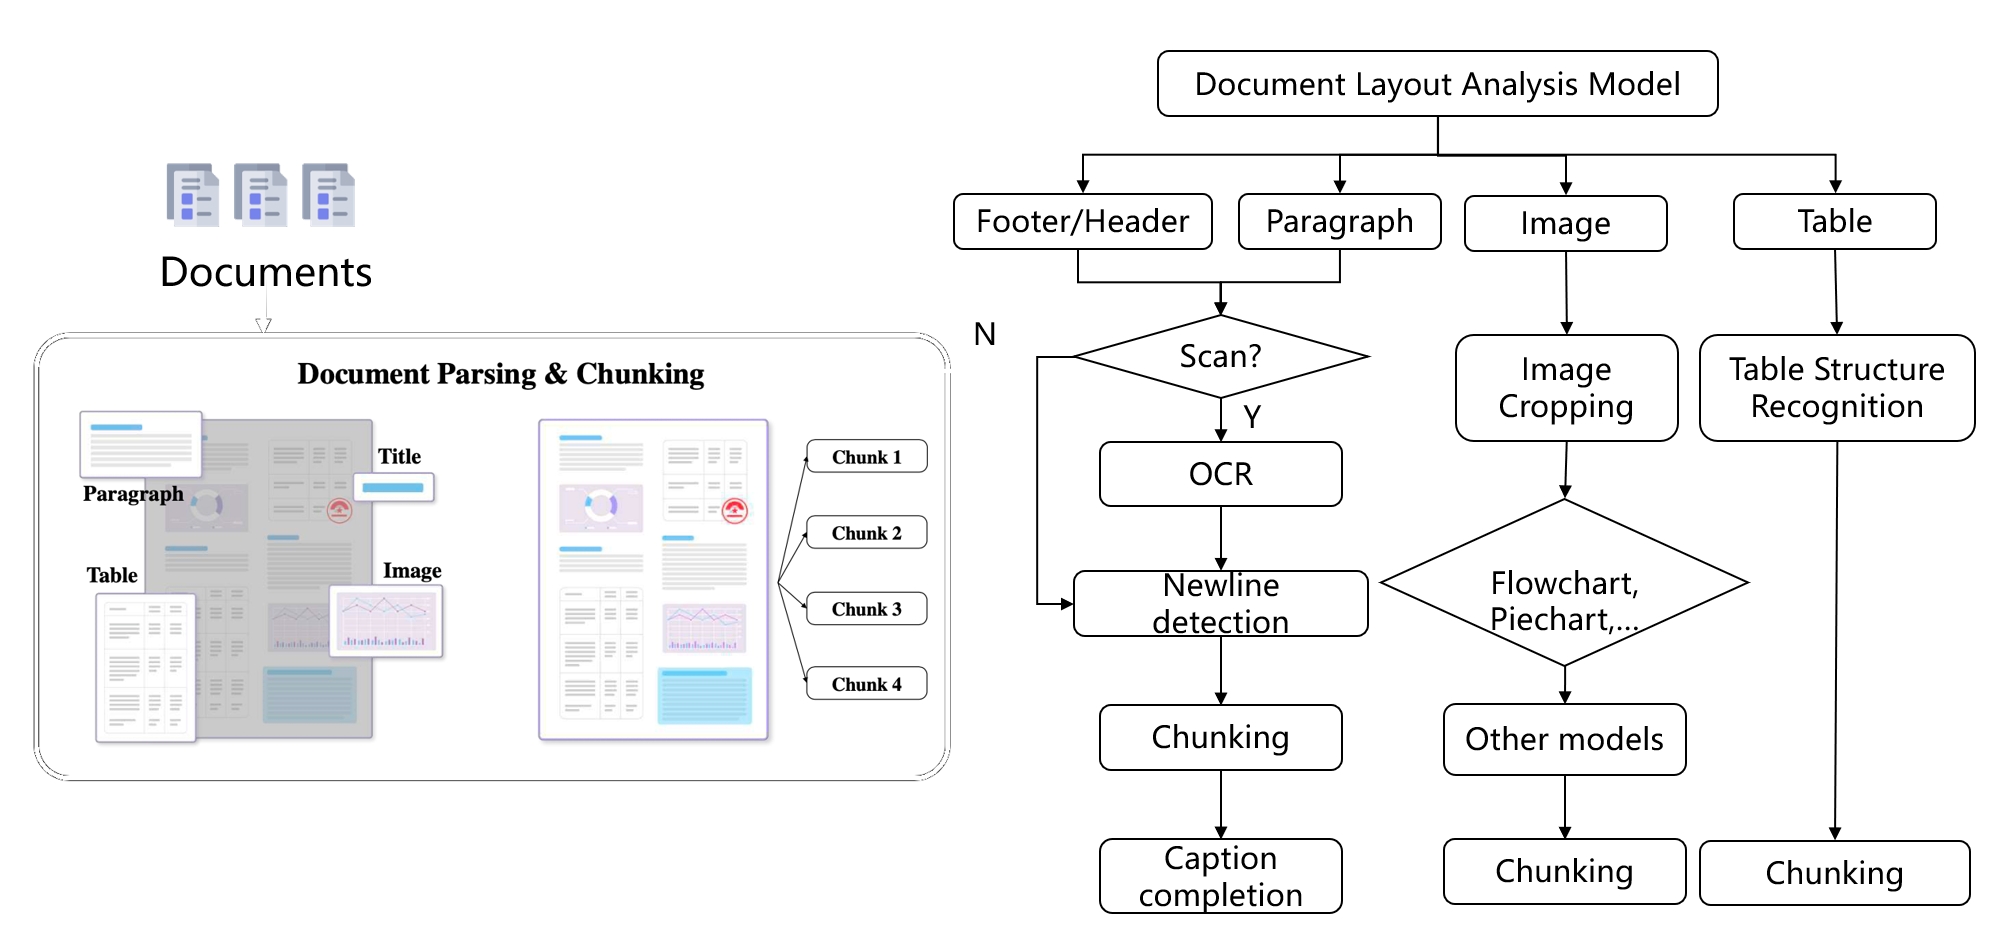 Documents
Document Parsing & Chunking
Paragraph
Title
Table
Image
Chunk 1
Chunk 2
Chunk 3
Chunk 4
Document Layout Analysis Model
Footer/Header
Paragraph
Image
Table
N
Scan?
Y
OCR
Newline
detection
Chunking
Caption
completion
Image
Cropping
Flowchart,
Piechart,...
Other models
Chunking
Table Structure
Recognition
Chunking